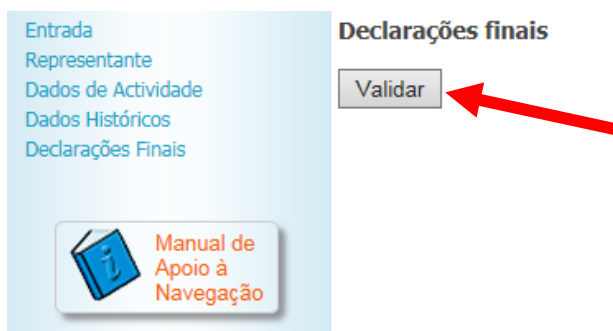 Entrada
Representante
Dados de Actividade
Dados Históricos
Declarações Finais
Manual de
Apoio à
Navegação
Declarações finais
Validar